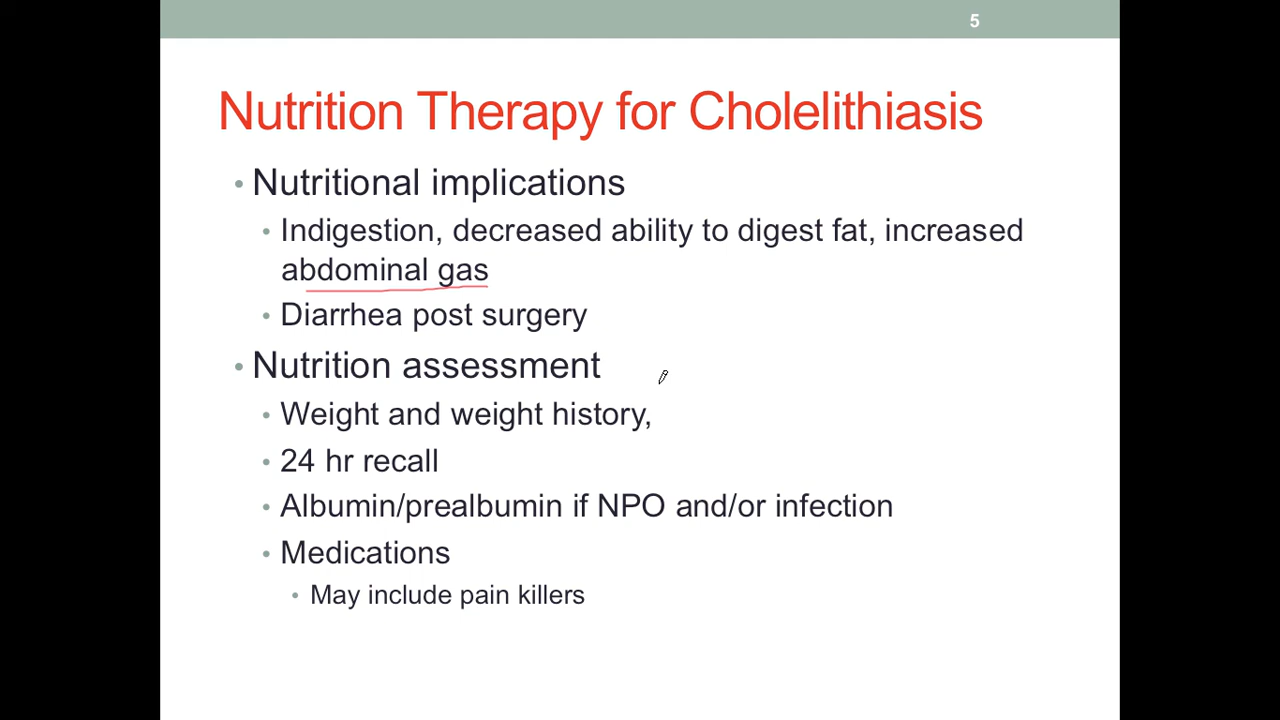 5
Nutrition Therapy for Cholelithiasis
• Nutritional implications
• Indigestion, decreased ability to digest fat, increased
abdominal gas
• Diarrhea post surgery
• Nutrition assessment
• Weight and weight history,
• 24 hr recall
• Albumin/prealbumin if NPO and/or infection
• Medications
• May include pain killers